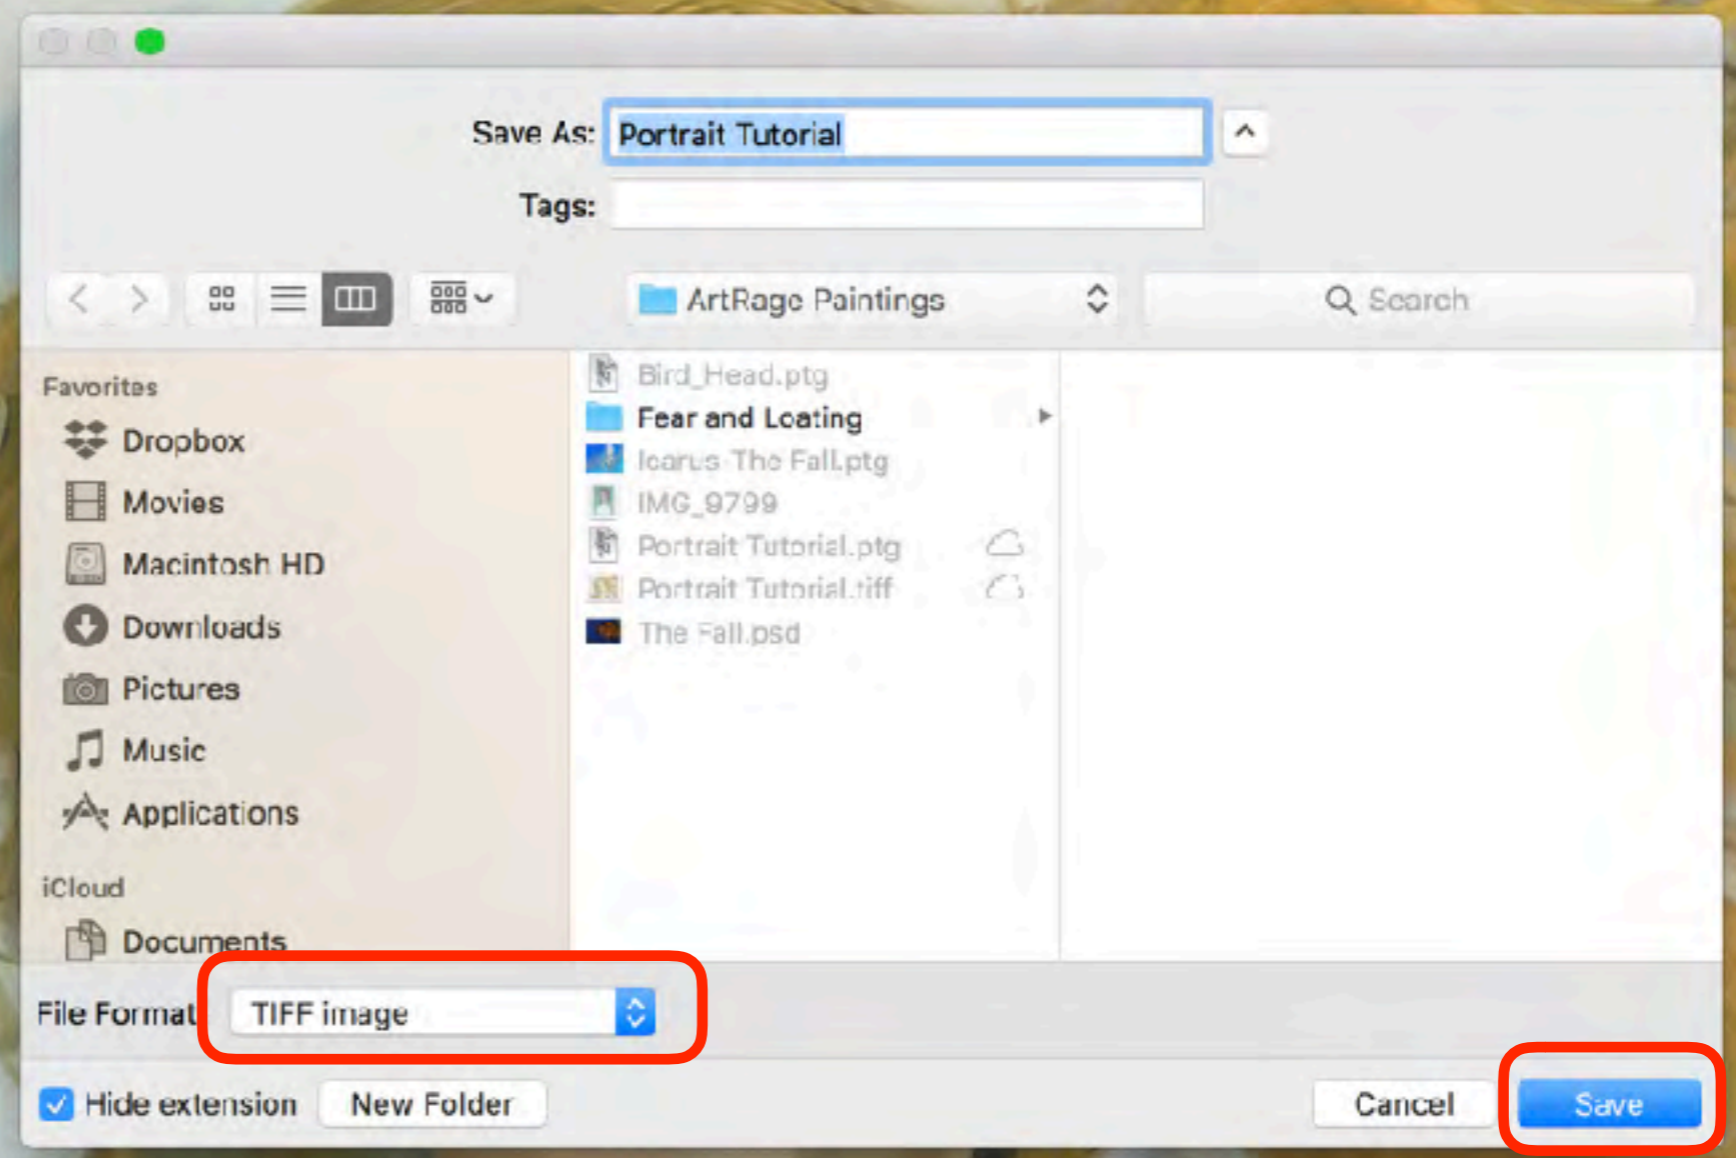 Save As: Portrait Tutorial
Tags:
ArtRage Paintings
Search
Favorites
Dropbox
Movies
Macintosh HD
Downloads
Pictures
Music
Applications
iCloud
Documents
Bird_Head.ptg
Fear and Loating
Icarus-The Fall.ptg
IMG_9799
Portrait Tutorial.ptg
Portrait Tutorial.tiff
The Fall.psd
File Format TIFF image
Hide extension
New Folder
Cancel
Save